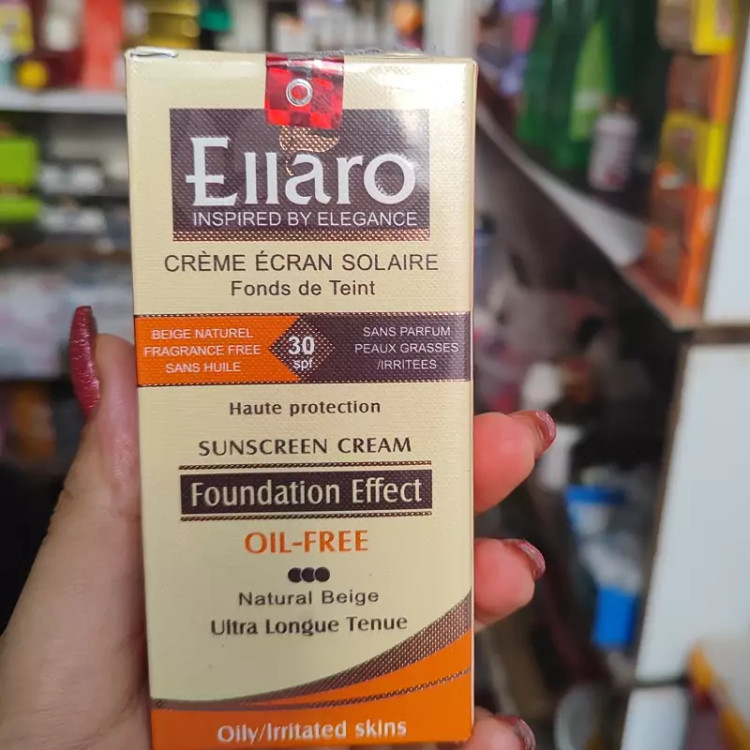 Ellaro
INSPIRED BY ELEGANCE
CRÈME ÉCRAN SOLAIRE
Fonds de Teint
BEIGE NATUREL
FRAGRANCE FREE
SANS HUILE
30
spf
SANS PARFUM
PEAUX GRASSES
/IRRITÉES
Haute protection
SUNSCREEN CREAM
Foundation Effect
OIL-FREE
Natural Beige
Ultra Longue Tenue
Oily/Irritated skins